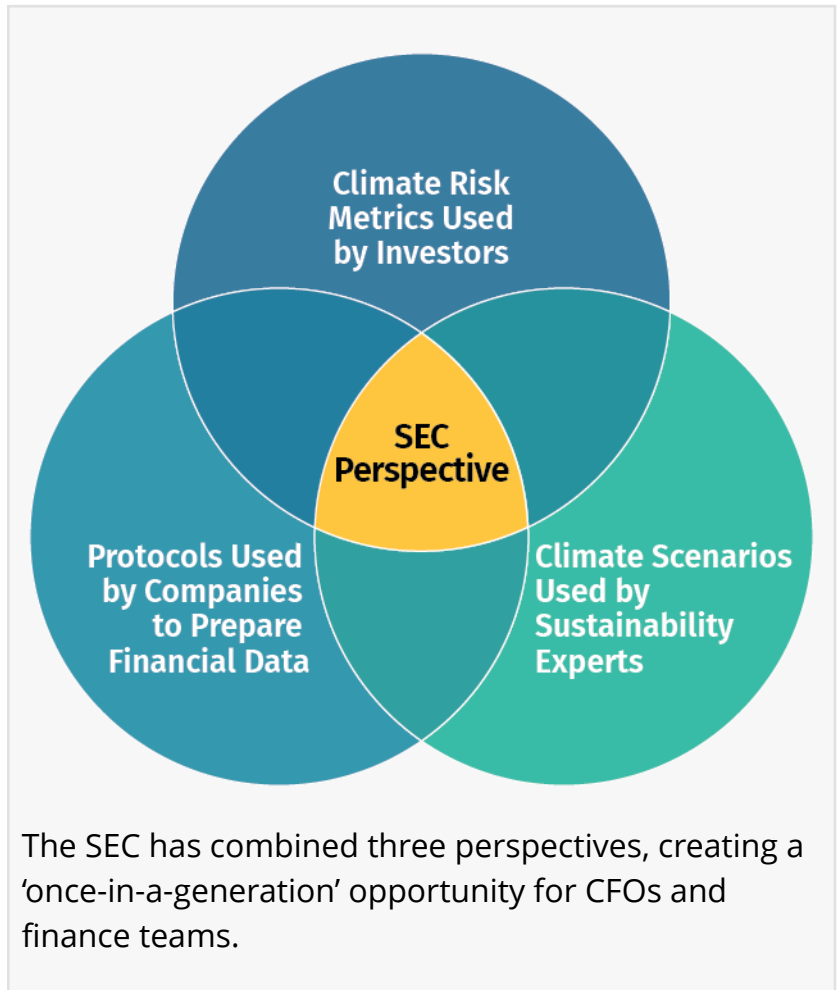 Climate Risk
Metrics Used
by Investors
SEC
Perspective
Protocols Used
by Companies
to Prepare
Financial Data
Climate Scenarios
Used by
Sustainability
Experts
The SEC has combined three perspectives, creating a
‘once-in-a-generation’ opportunity for CFOs and
finance teams.